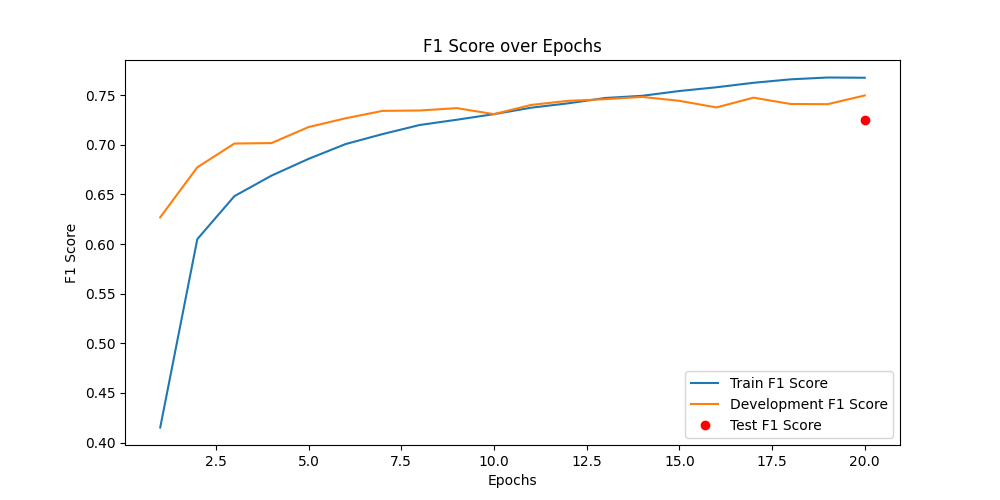 F1 Score over Epochs
F1 Score
0.75
0.70
0.65
0.60
0.55
0.50
0.45
0.40
Train F1 Score
Development F1 Score
Test F1 Score
2.5 5.0 7.5 10.0 12.5 15.0 17.5 20.0
Epochs